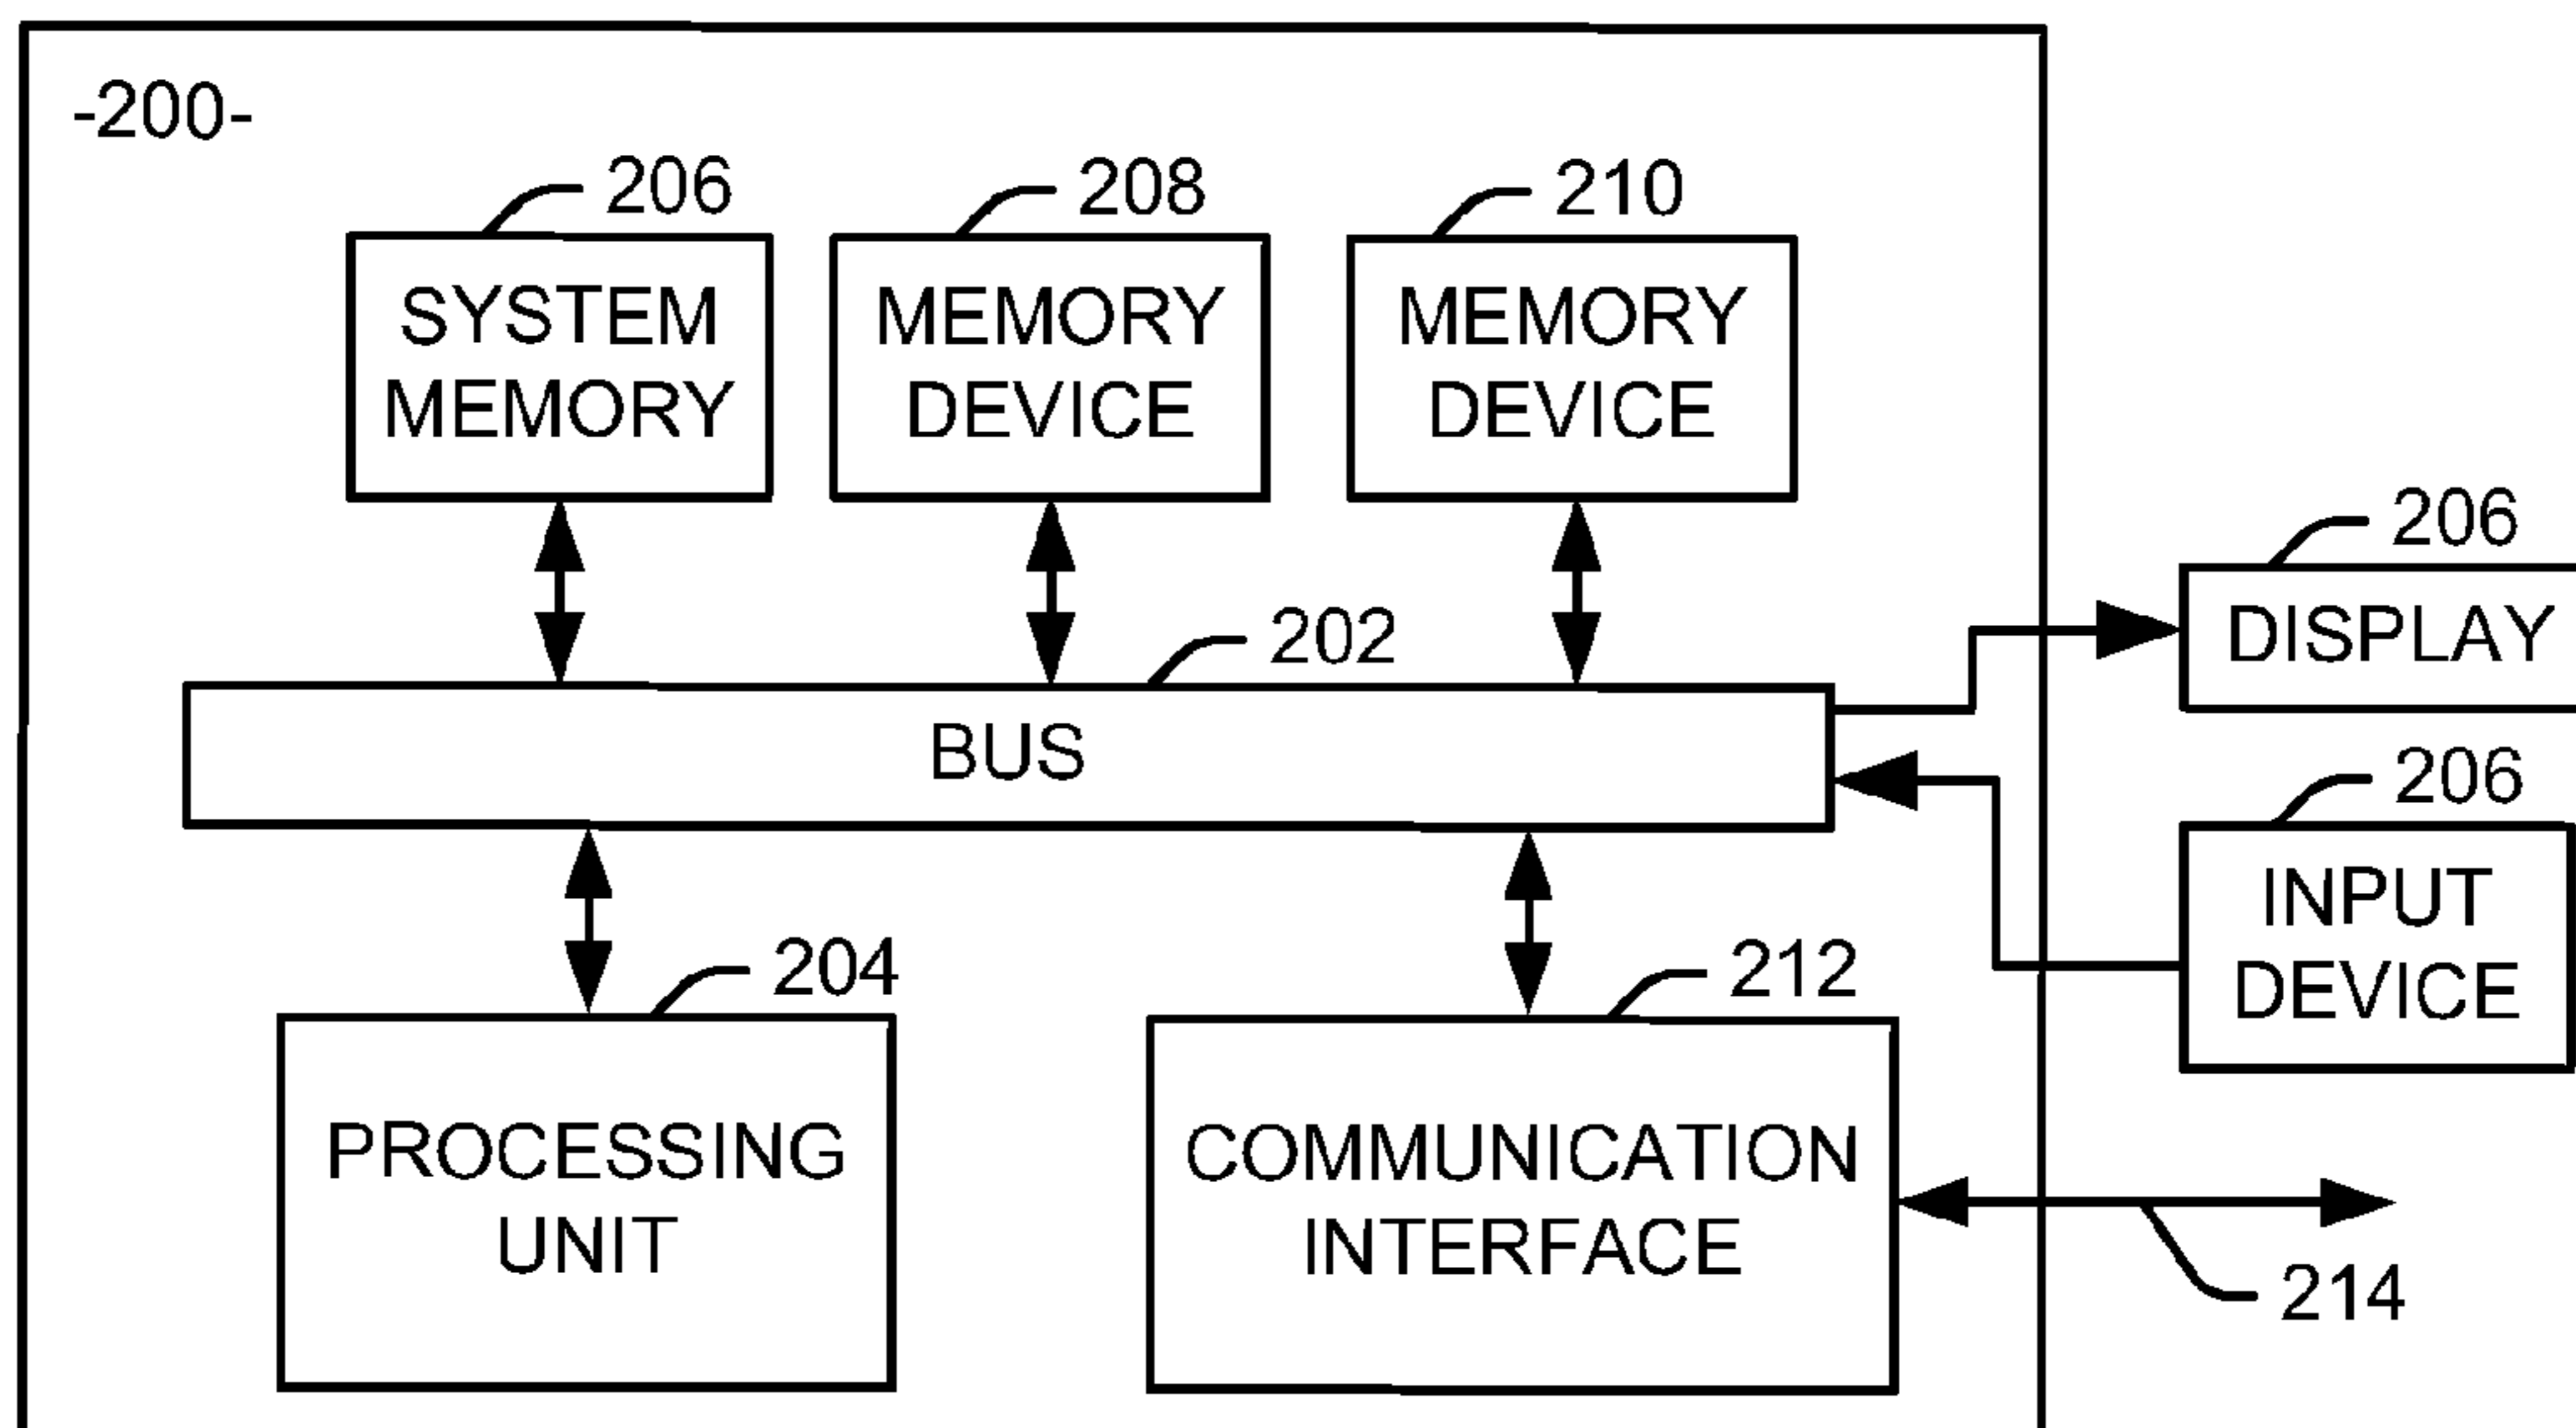 -200-
206
208
210
SYSTEM
MEMORY
MEMORY
DEVICE
MEMORY
DEVICE
206
DISPLAY
202
BUS
206
INPUT
DEVICE
204
212
PROCESSING
UNIT
COMMUNICATION
INTERFACE
214